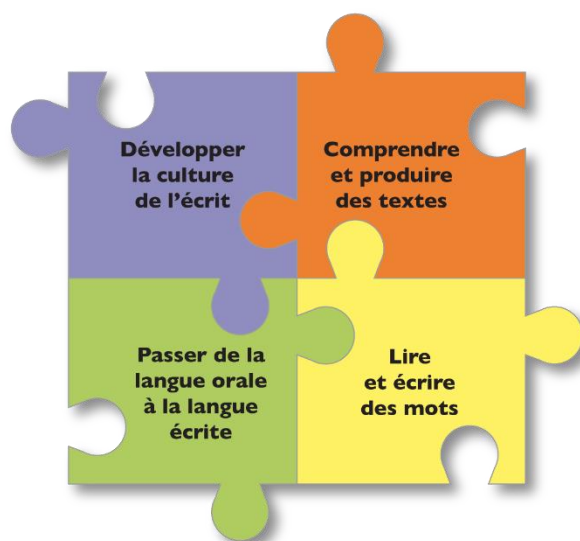 Développer
la culture
de l'écrit
Comprendre
et produire
des textes
Passer de la
langue orale
à la langue
écrite
Lire
et écrire
des mots